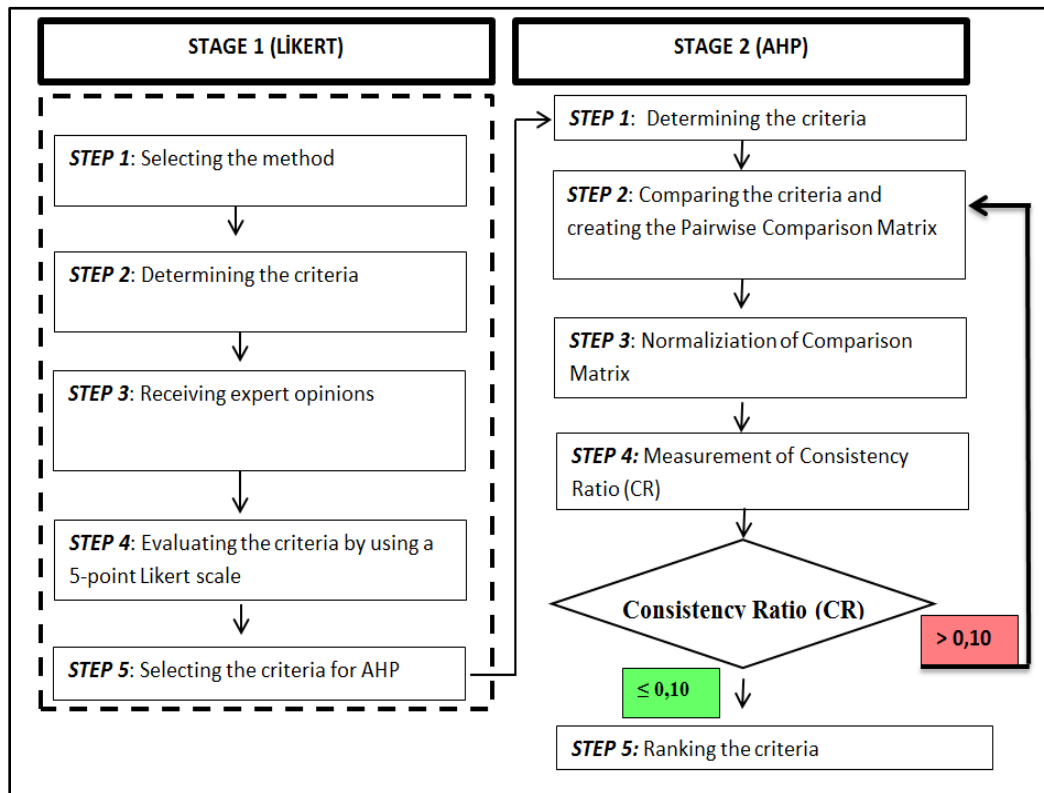 STAGE 1 (LİKERT)
STEP 1: Selecting the method
STEP 2: Determining the criteria
STEP 3: Receiving expert opinions
STEP 4: Evaluating the criteria by using a
5-point Likert scale
STEP 5: Selecting the criteria for AHP
STAGE 2 (AHP)
STEP 1: Determining the criteria
STEP 2: Comparing the criteria and
creating the Pairwise Comparison Matrix
STEP 3: Normaliziation of Comparison
Matrix
STEP 4: Measurement of Consistency
Ratio (CR)
Consistency Ratio (CR)
> 0,10
≤ 0,10
STEP 5: Ranking the criteria